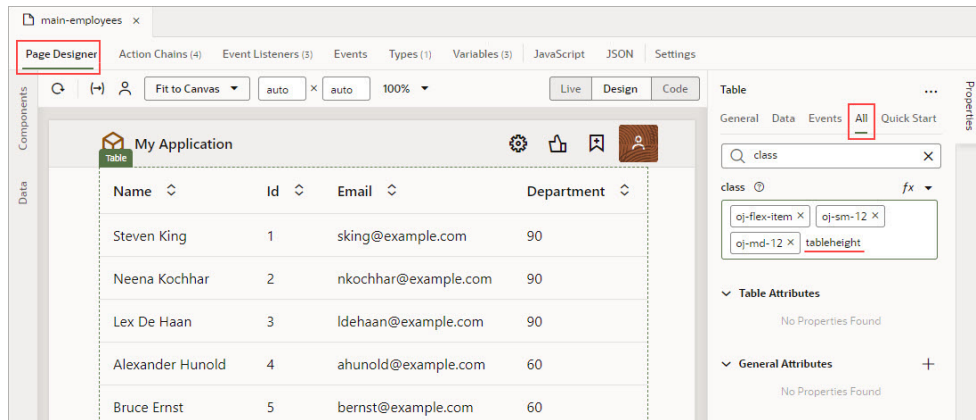 main-employees ×
Page Designer Action Chains (4) Event Listeners (3) Events Types (1) Variables (3) JavaScript JSON Settings
Components
Data
Fit to Canvas auto × auto 100% Live Design Code
My Application
Table
Name Id Email Department
Steven King 1 sking@example.com 90
Neena Kochhar 2 nkochhar@example.com 90
Lex De Haan 3 ldehaan@example.com 90
Alexander Hunold 4 ahunold@example.com 60
Bruce Ernst 5 bernst@example.com 60
Table ...
General Data Events All Quick Start
class ×
class fx
oj-flex-item × oj-sm-12 ×
oj-md-12 × tableheight
Table Attributes
No Properties Found
General Attributes +
No Properties Found
Properties